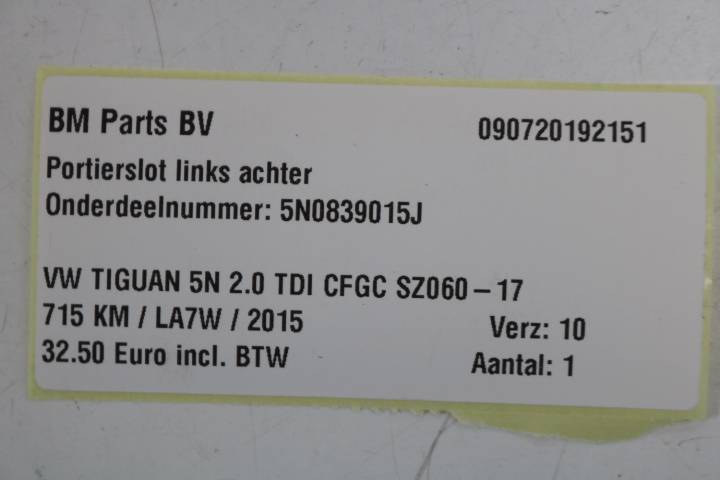 BM Parts BV 090720192151
Portierslot links achter
Onderdeelnummer: 5N0839015J
VW TIGUAN 5N 2.0 TDI CFGC SZ060-17
715 KM / LA7W / 2015 Verz: 10
32.50 Euro incl. BTW Aantal: 1